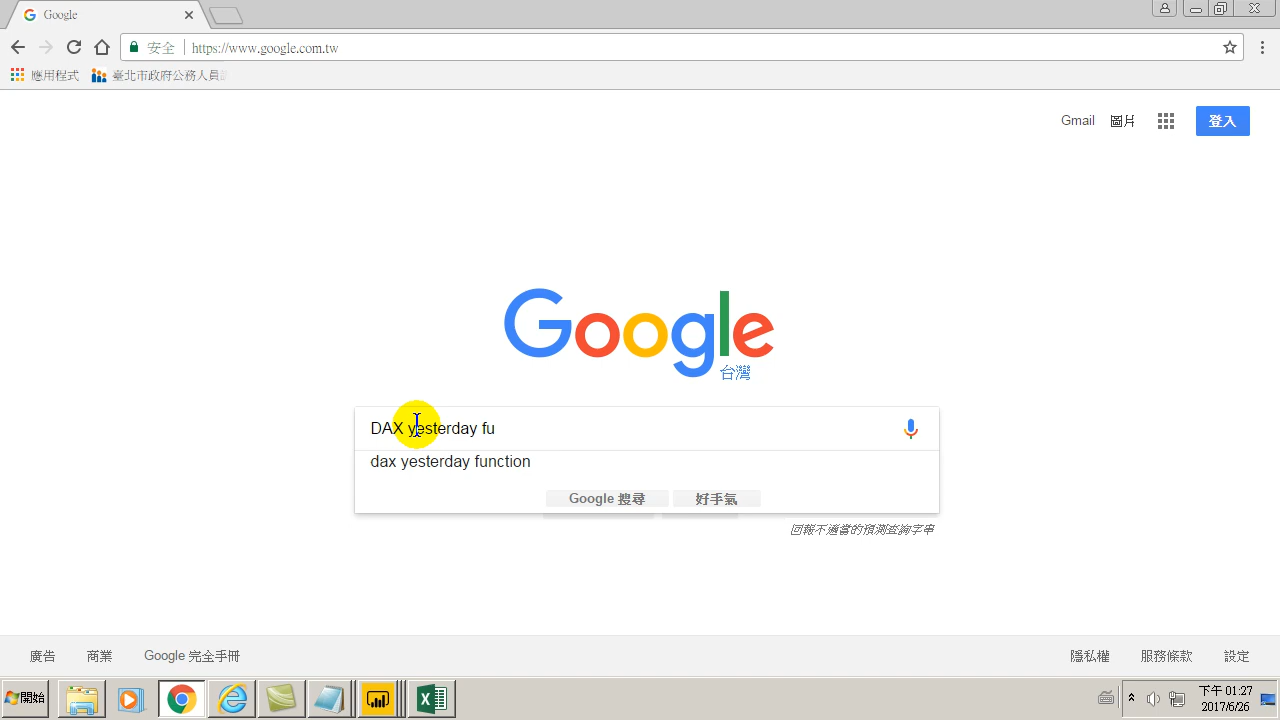 Google
安全
https://www.google.com.tw
應用程式
臺北市政府公務人員
Gmail
圖片
登入
Google
台灣
DAX yesterday fu
dax yesterday function
Google 搜尋
好手氣
回報不適當的預測查詢字串
廣告
商業
Google 完全手冊
隱私權
服務條款
設定
開始
下午 01:27
2017/6/26